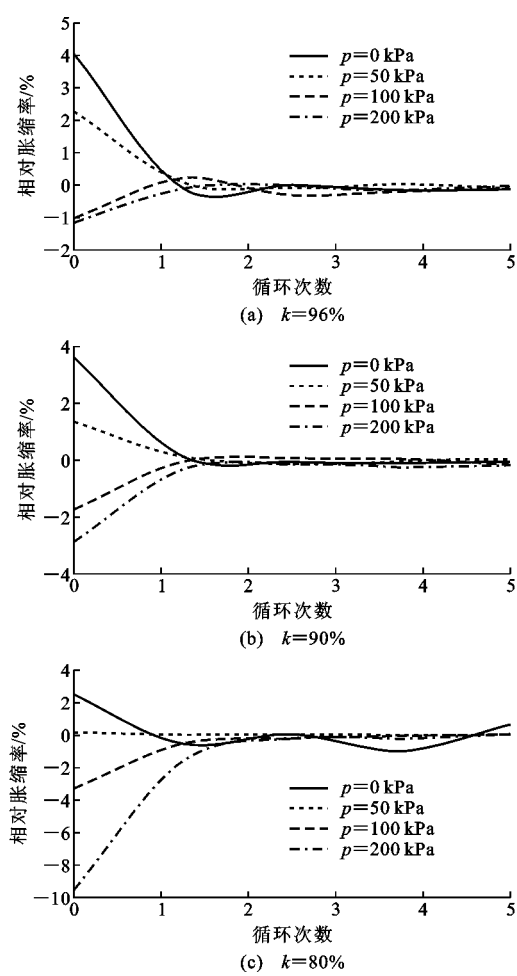 5
4
3
2
1
0
−1
−2
相对胀缩率/%
p=0 kPa
p=50 kPa
p=100 kPa
p=200 kPa
0 1 2 3 4 5
循环次数
(a) k=96%
4
2
0
−2
−4
相对胀缩率/%
p=0 kPa
p=50 kPa
p=100 kPa
p=200 kPa
0 1 2 3 4 5
循环次数
(b) k=90%
4
2
0
−2
−4
−6
−8
−10
相对胀缩率/%
p=0 kPa
p=50 kPa
p=100 kPa
p=200 kPa
0 1 2 3 4 5
循环次数
(c) k=80%